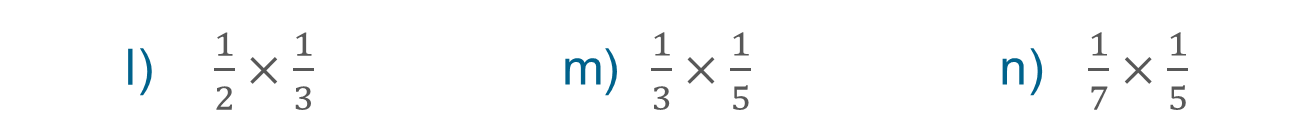 l) 1/2 × 1/3 m) 1/3 × 1/5 n) 1/7 × 1/5